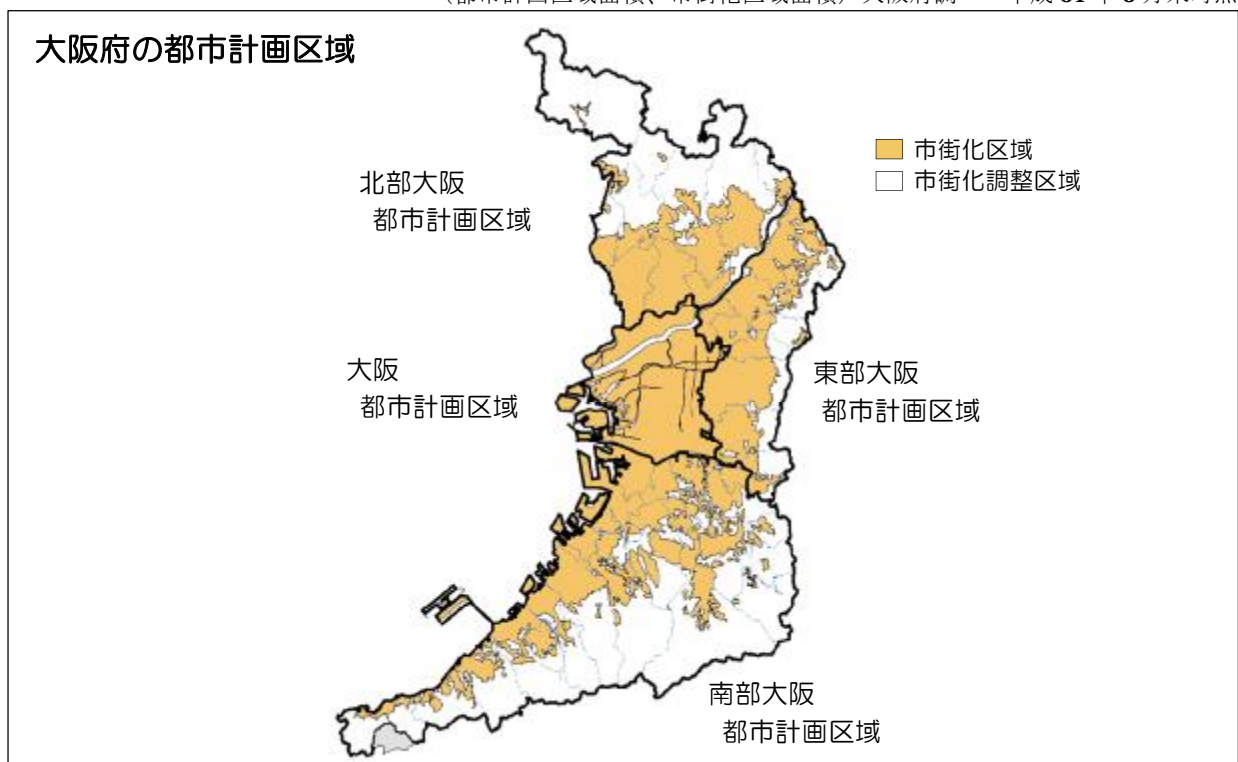 大阪府の都市計画区域
市街化区域
市街化調整区域
北部大阪
都市計画区域
大阪
都市計画区域
東部大阪
都市計画区域
南部大阪
都市計画区域